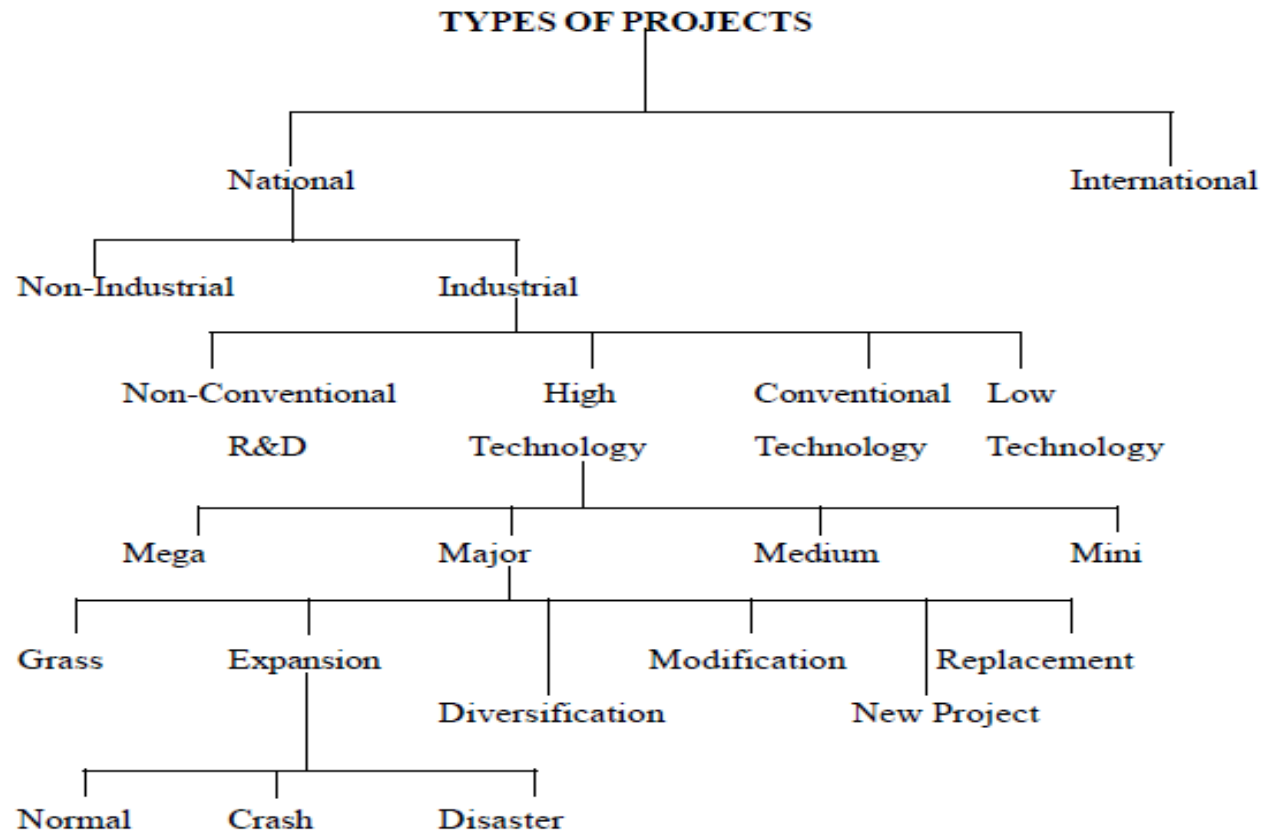 TYPES OF PROJECTS
National International
Non-Industrial Industrial
Non-Conventional High Conventional Low
R&D Technology Technology Technology
Mega Major Medium Mini
Grass Expansion Modification Replacement
Diversification New Project
Normal Crash Disaster